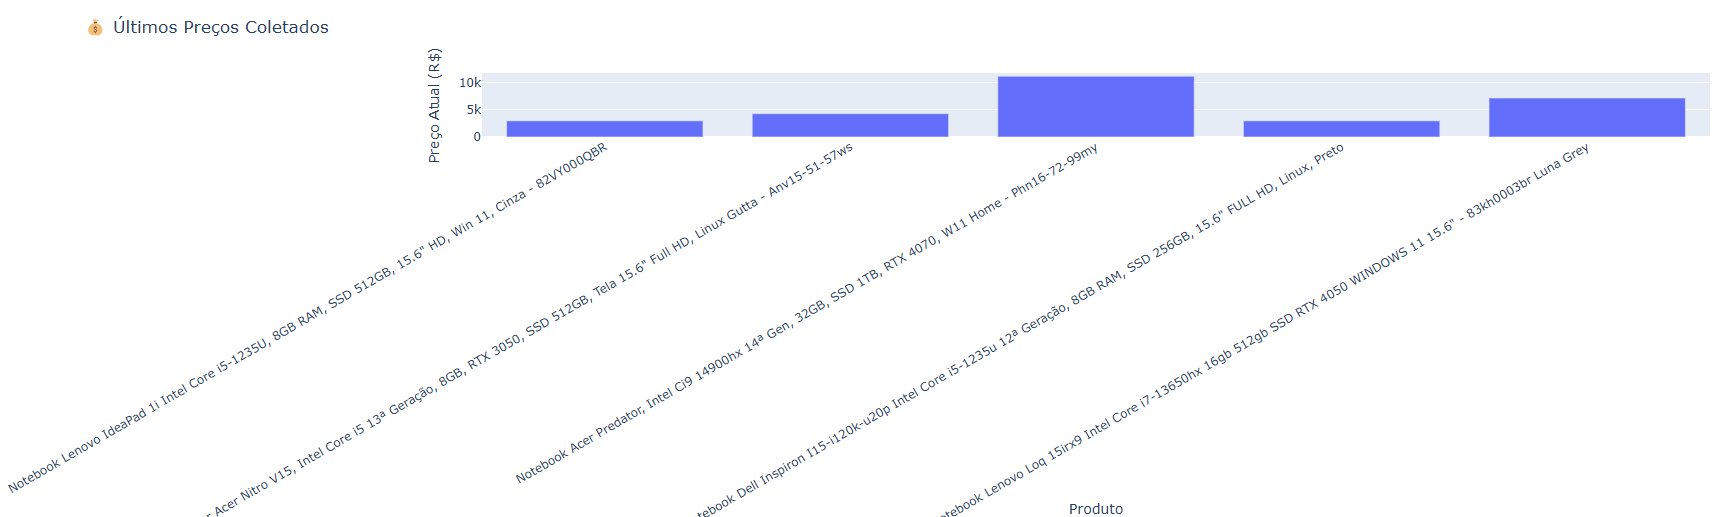 💰 Últimos Preços Coletados
Preço Atual (R$)
10k
5k
0
Notebook Lenovo IdeaPad 1i Intel Core i5-1235U, 8GB RAM, SSD 512GB, 15.6" HD, Win 11, Cinza - 82VY000QBR
Acer Nitro V15, Intel Core i5 13ª Geração, 8GB, RTX 3050, SSD 512GB, Tela 15.6" Full HD, Linux Gutta - Anv15-51-57ws
Notebook Acer Predator, Intel Ci9 14900hx 14ª Gen, 32GB, SSD 1TB, RTX 4070, W11 Home - Phn16-72-99my
tebook Dell Inspiron I15-i120k-u20p Intel Core i5-1235u 12ª Geração, 8GB RAM, SSD 256GB, 15.6" FULL HD, Linux, Preto
otebook Lenovo Loq 15irx9 Intel Core i7-13650hx 16gb 512gb SSD RTX 4050 WINDOWS 11 15.6" - 83kh0003br Luna Grey
Produto